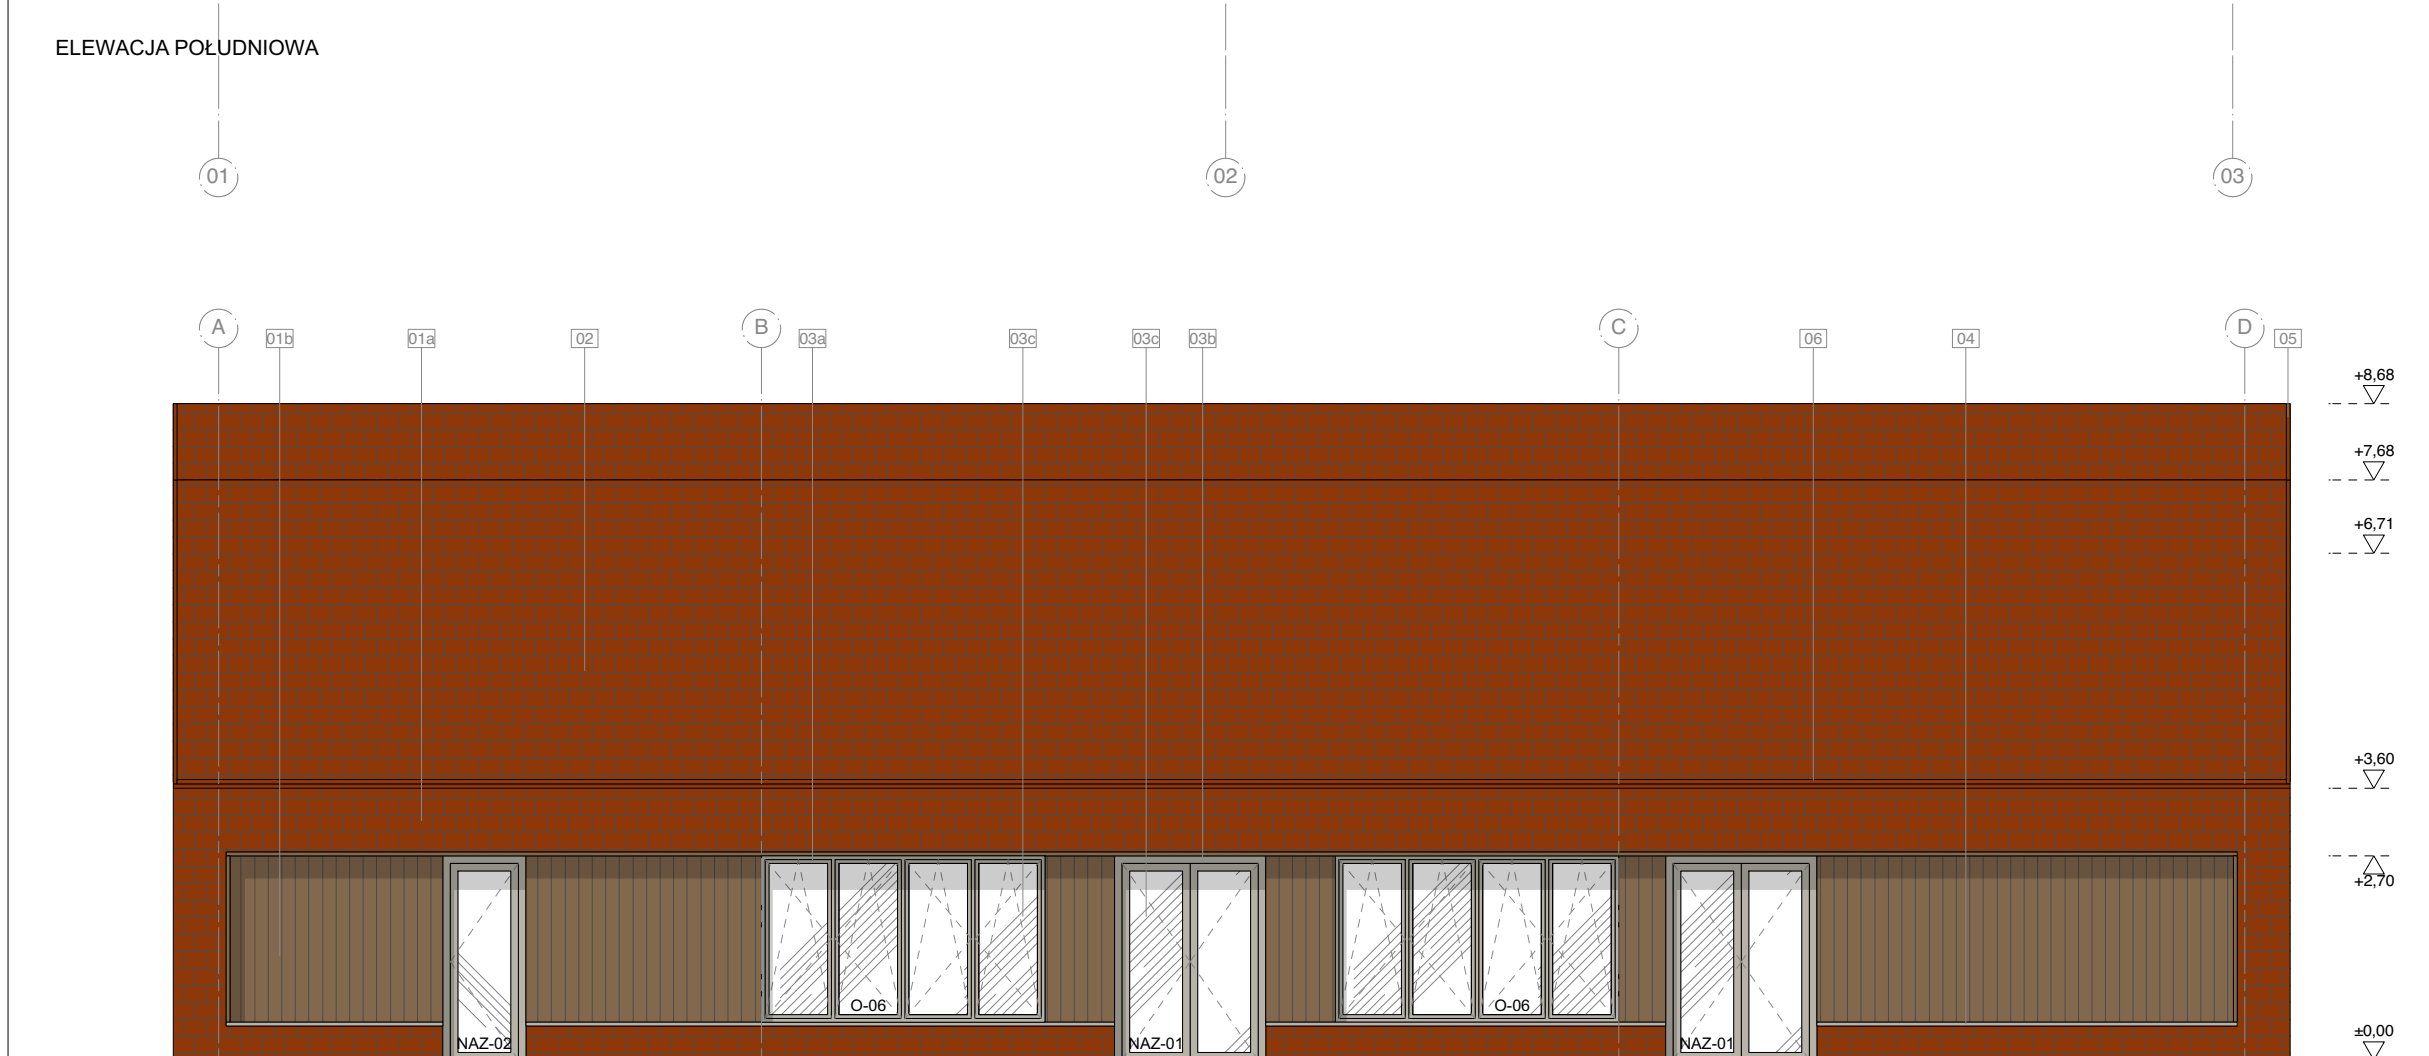 ELEWACJA POŁUDNIOWA
01
02
03
A
01b
01a
02
B
03a
03c
03c
03b
C
06
04
D
05
+8,68
+7,68
+6,71
+3,60
+2,70
O-06
O-06
±0,00
NAZ-02
NAZ-01
NAZ-01